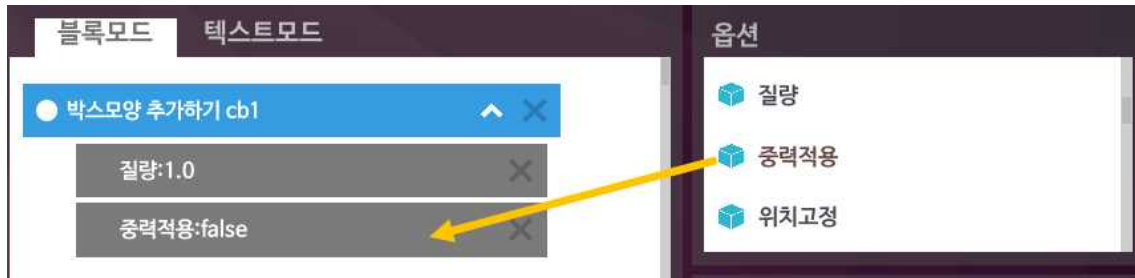 블록모드 텍스트모드
박스모양 추가하기 cb1
질량:1.0
중력적용:false
옵션
질량
중력적용
위치고정